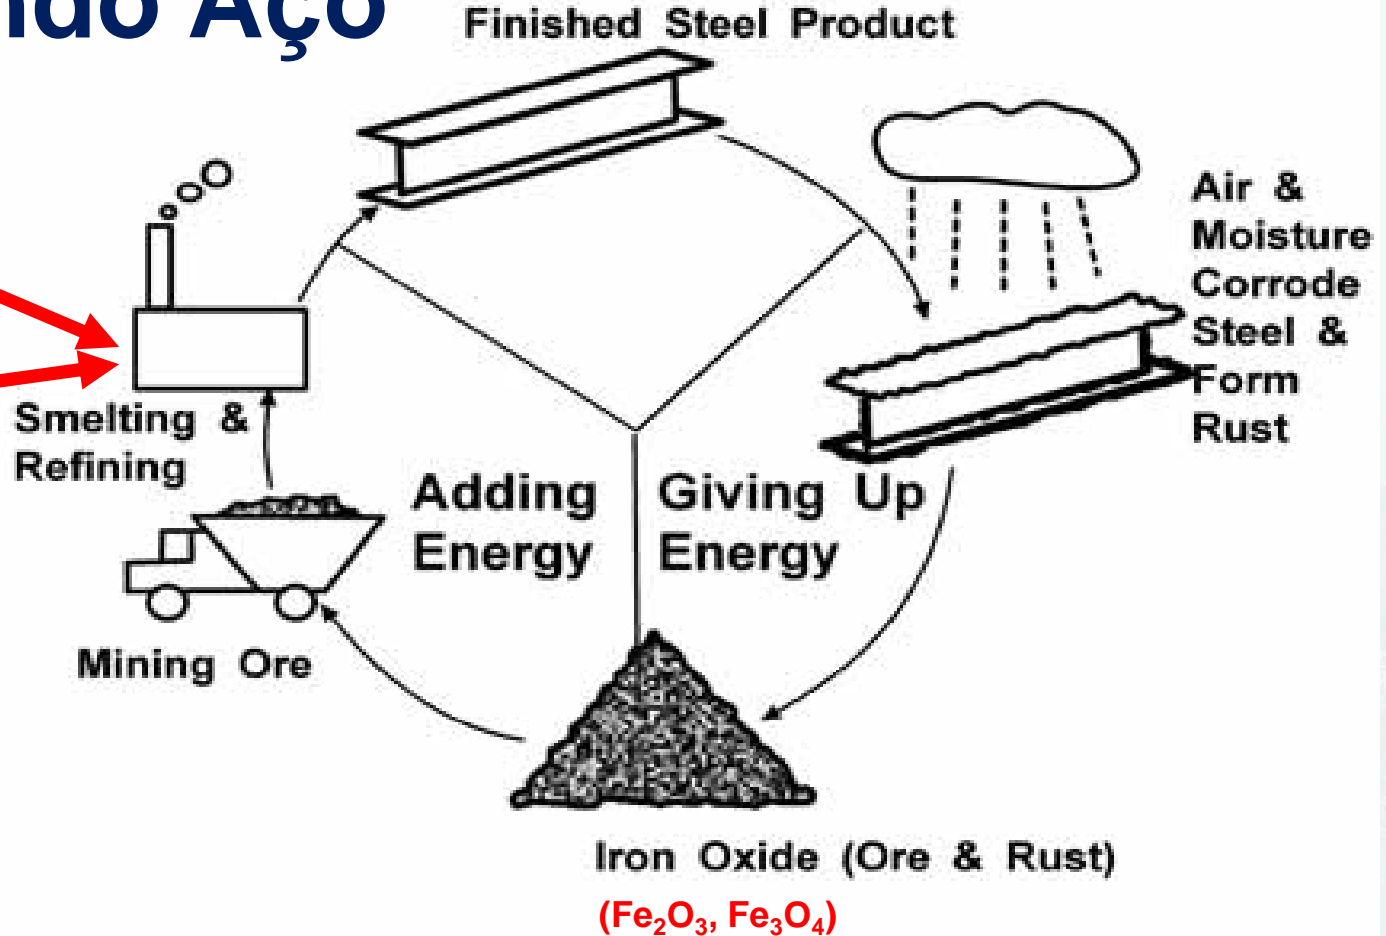 Aço
Finished Steel Product
Air &
Moisture
Corrode
Steel &
Form
Rust
Smelting &
Refining
Adding
Energy
Giving Up
Energy
Mining Ore
Iron Oxide (Ore & Rust)
(Fe₂O₃, Fe₃O₄)